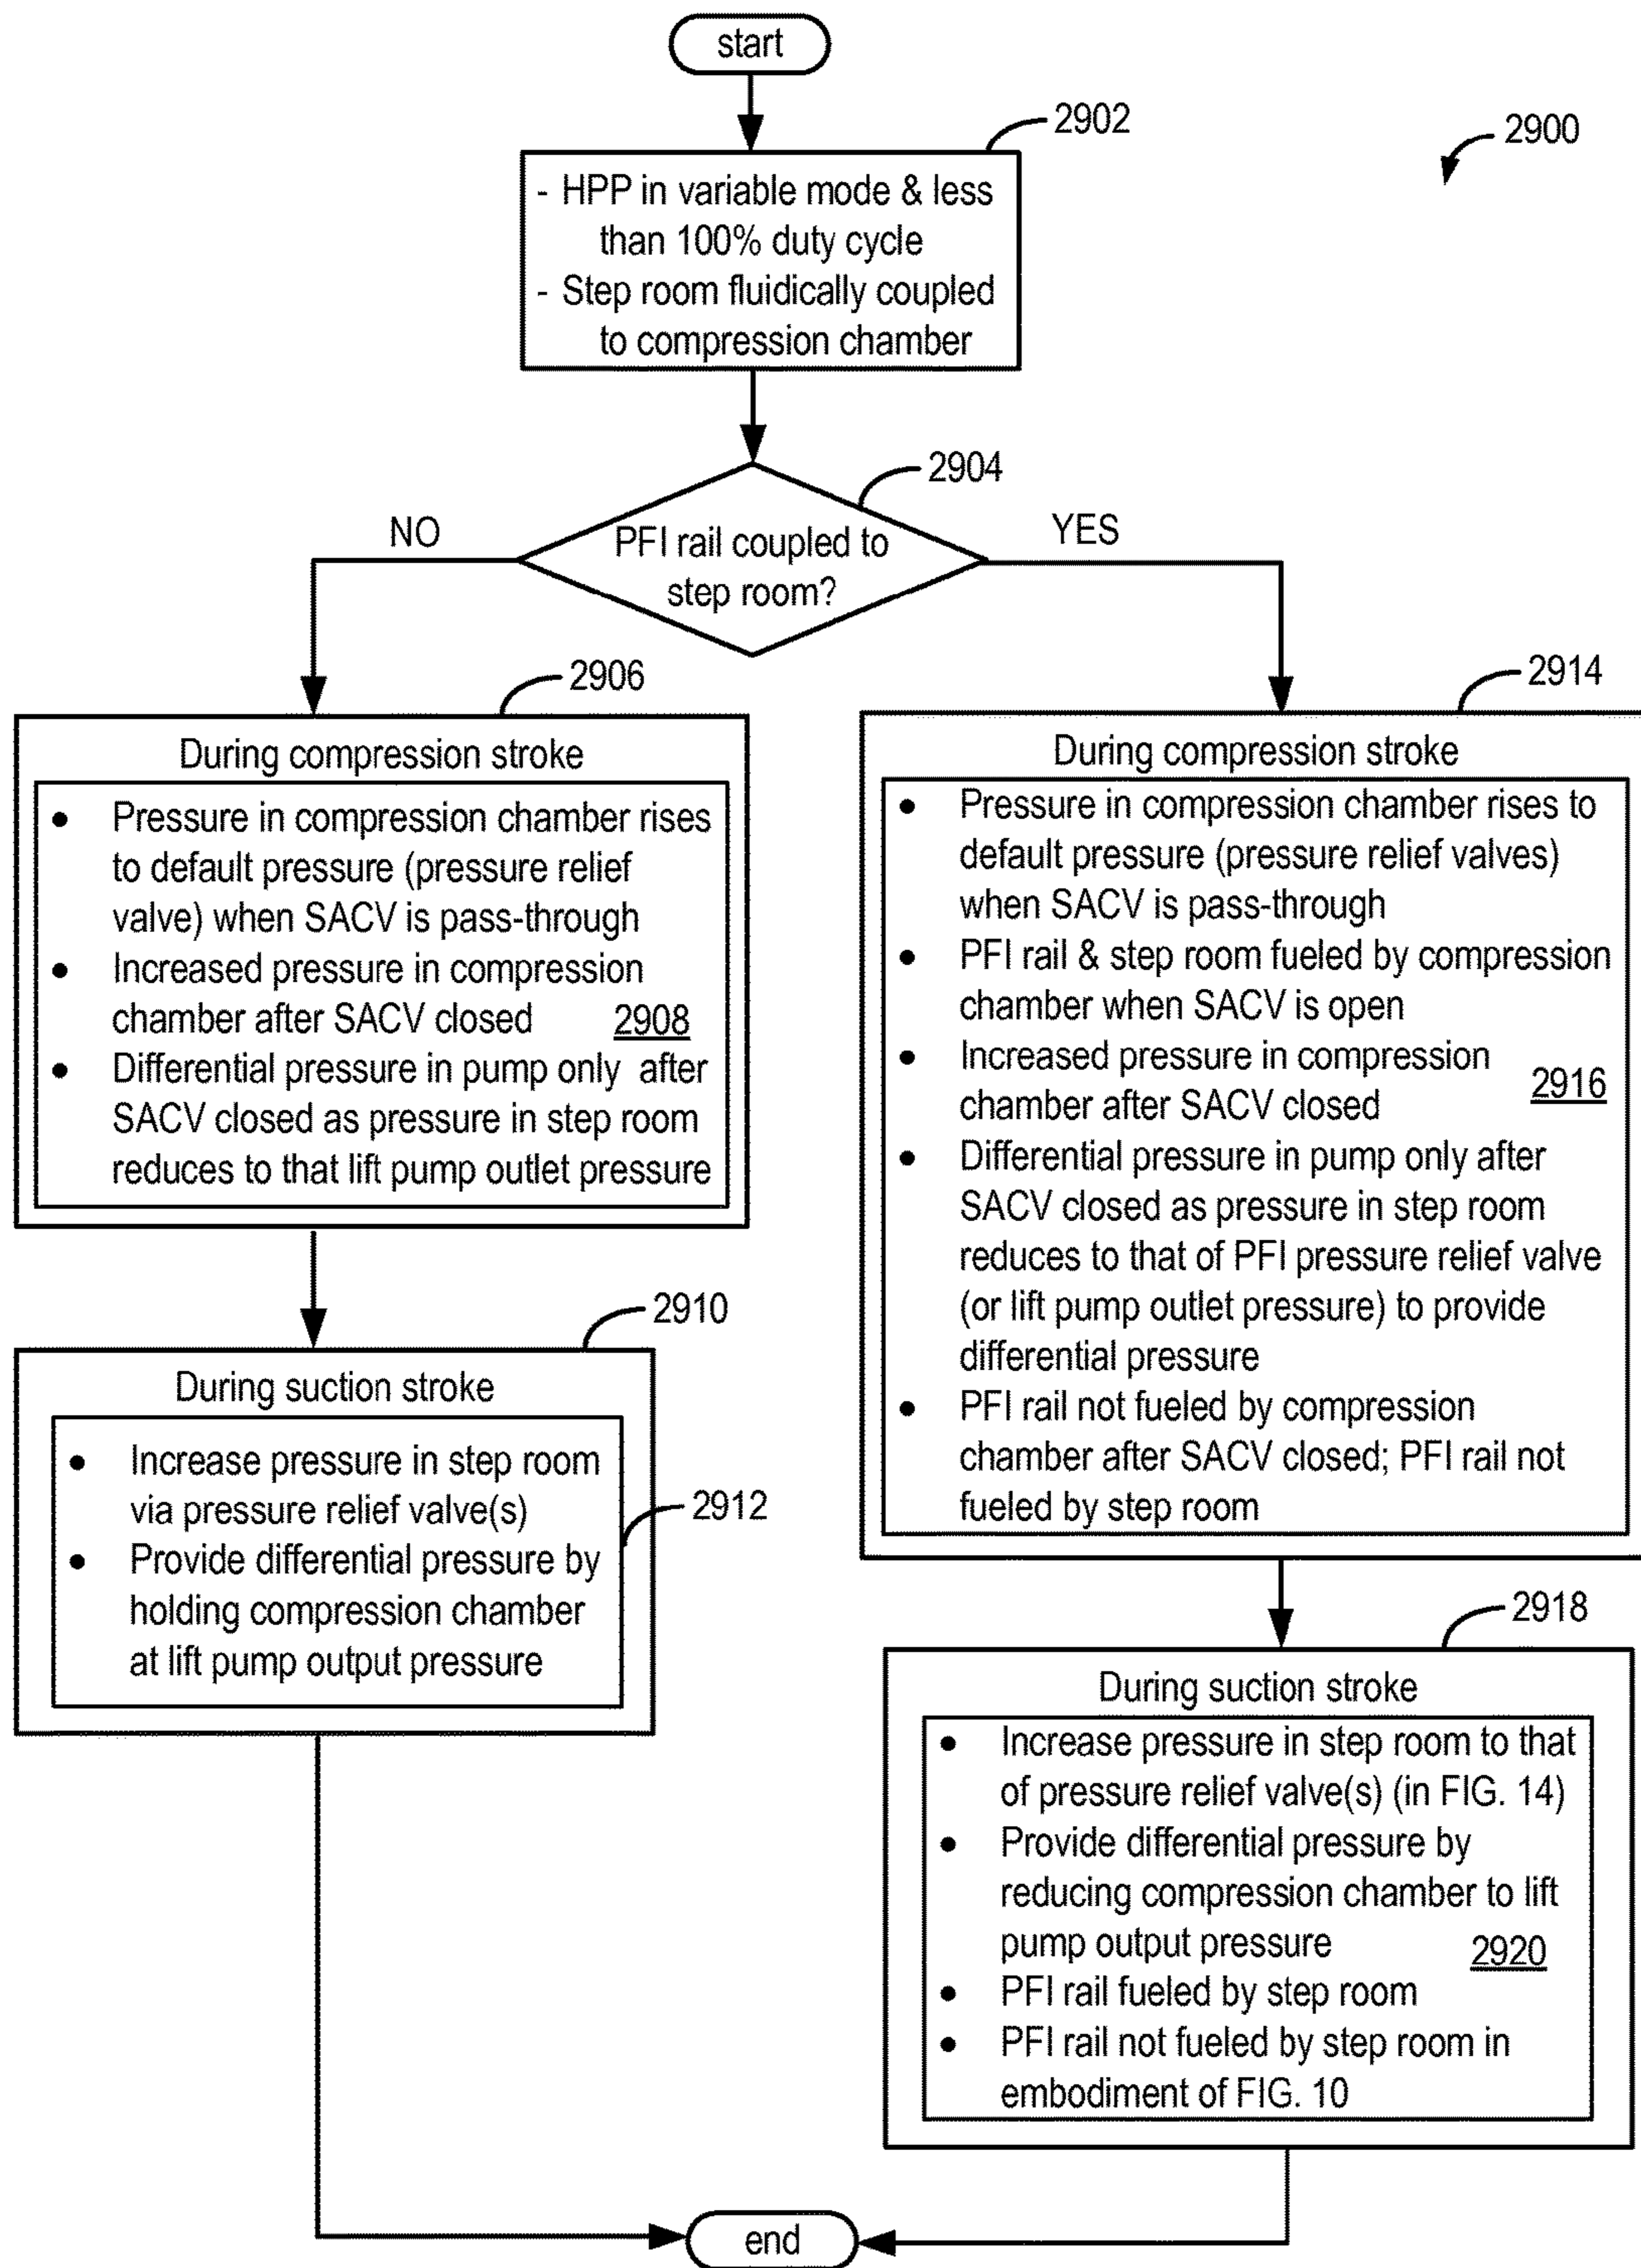 start
2902
2900
- HPP in variable mode & less
than 100% duty cycle
- Step room fluidically coupled
to compression chamber
2904
NO
YES
PFI rail coupled to
step room?
2906
During compression stroke
• Pressure in compression chamber rises
to default pressure (pressure relief
valve) when SACV is pass-through
• Increased pressure in compression
chamber after SACV closed 2908
• Differential pressure in pump only after
SACV closed as pressure in step room
reduces to that lift pump outlet pressure
2910
During suction stroke
• Increase pressure in step room
via pressure relief valve(s)
2912
• Provide differential pressure by
holding compression chamber
at lift pump output pressure
2914
During compression stroke
• Pressure in compression chamber rises to
default pressure (pressure relief valves)
when SACV is pass-through
• PFI rail & step room fueled by compression
chamber when SACV is open
• Increased pressure in compression
chamber after SACV closed
2916
• Differential pressure in pump only after
SACV closed as pressure in step room
reduces to that of PFI pressure relief valve
(or lift pump outlet pressure) to provide
differential pressure
• PFI rail not fueled by compression
chamber after SACV closed; PFI rail not
fueled by step room
2918
During suction stroke
• Increase pressure in step room to that
of pressure relief valve(s) (in FIG. 14)
• Provide differential pressure by
reducing compression chamber to lift
pump output pressure 2920
• PFI rail fueled by step room
• PFI rail not fueled by step room in
embodiment of FIG. 10
end